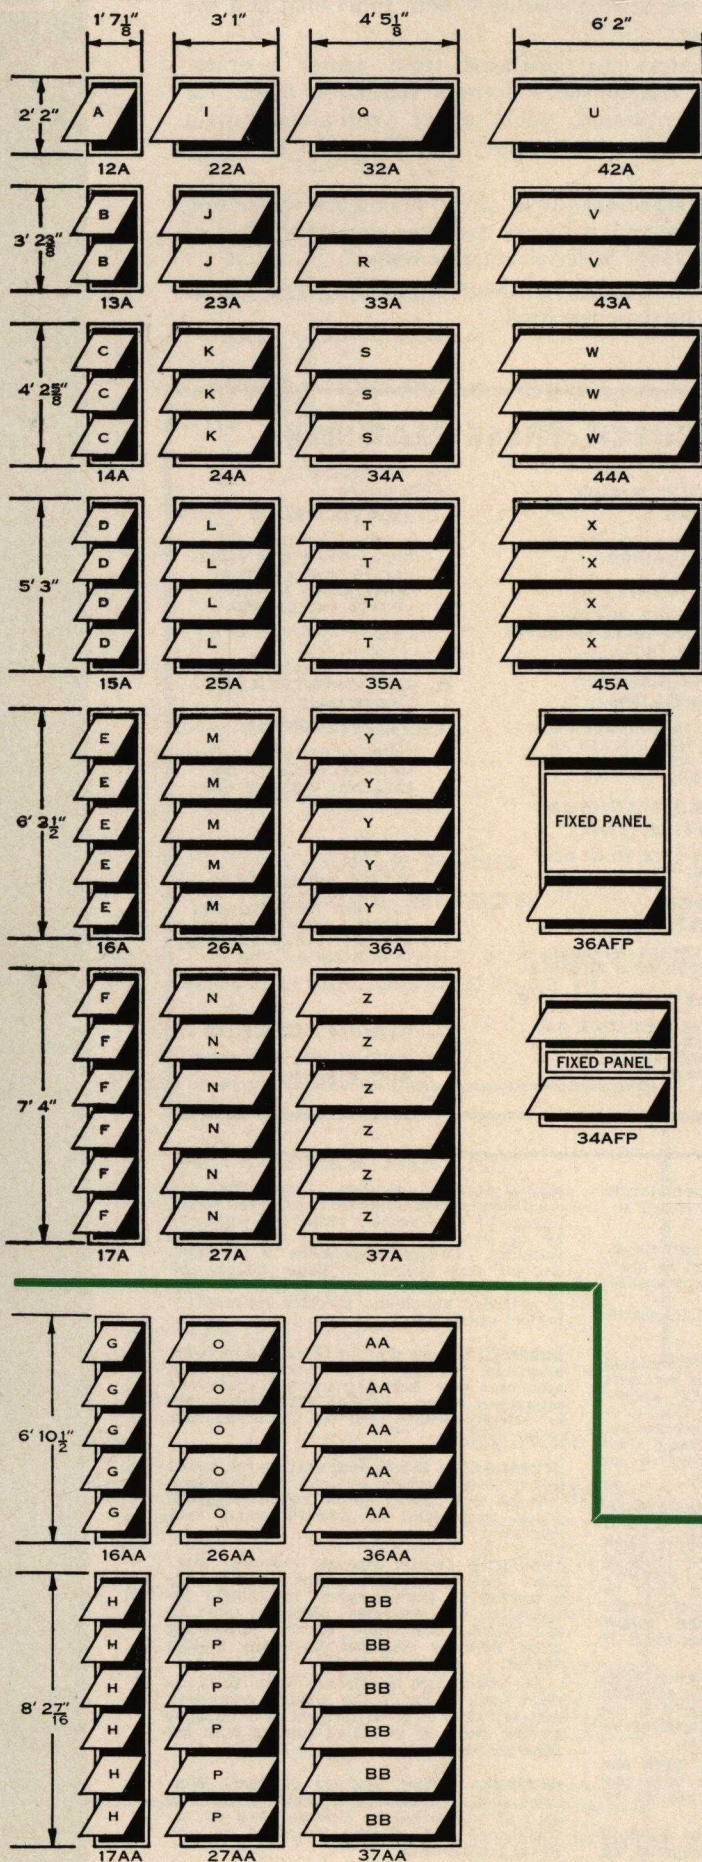 1' 7 1/8" 3' 1" 4' 5 1/8" 6' 2"
2' 2" A I Q U
12A 22A 32A 42A
B J V
3' 2 3/8"
B J R V
13A 23A 33A 43A
C K S W
4' 2 5/8" C K S W
C K S W
14A 24A 34A 44A
D L T X
D L T X
5' 3"
D L T X
D L T X
15A 25A 35A 45A
E M Y
E M Y
6' 3 1/2" E M Y FIXED PANEL
E M Y
E M Y
16A 26A 36A 36AFP
F N Z
F N Z
F N Z FIXED PANEL
7' 4"
F N Z 34AFP
F N Z
F N Z
17A 27A 37A
G O AA
G O AA
6' 10 1/2" G O AA
G O AA
G O AA
16AA 26AA 36AA
H P BB
H P BB
H P BB
8' 2 7/16"
H P BB
H P BB
H P BB
17AA 27AA 37AA